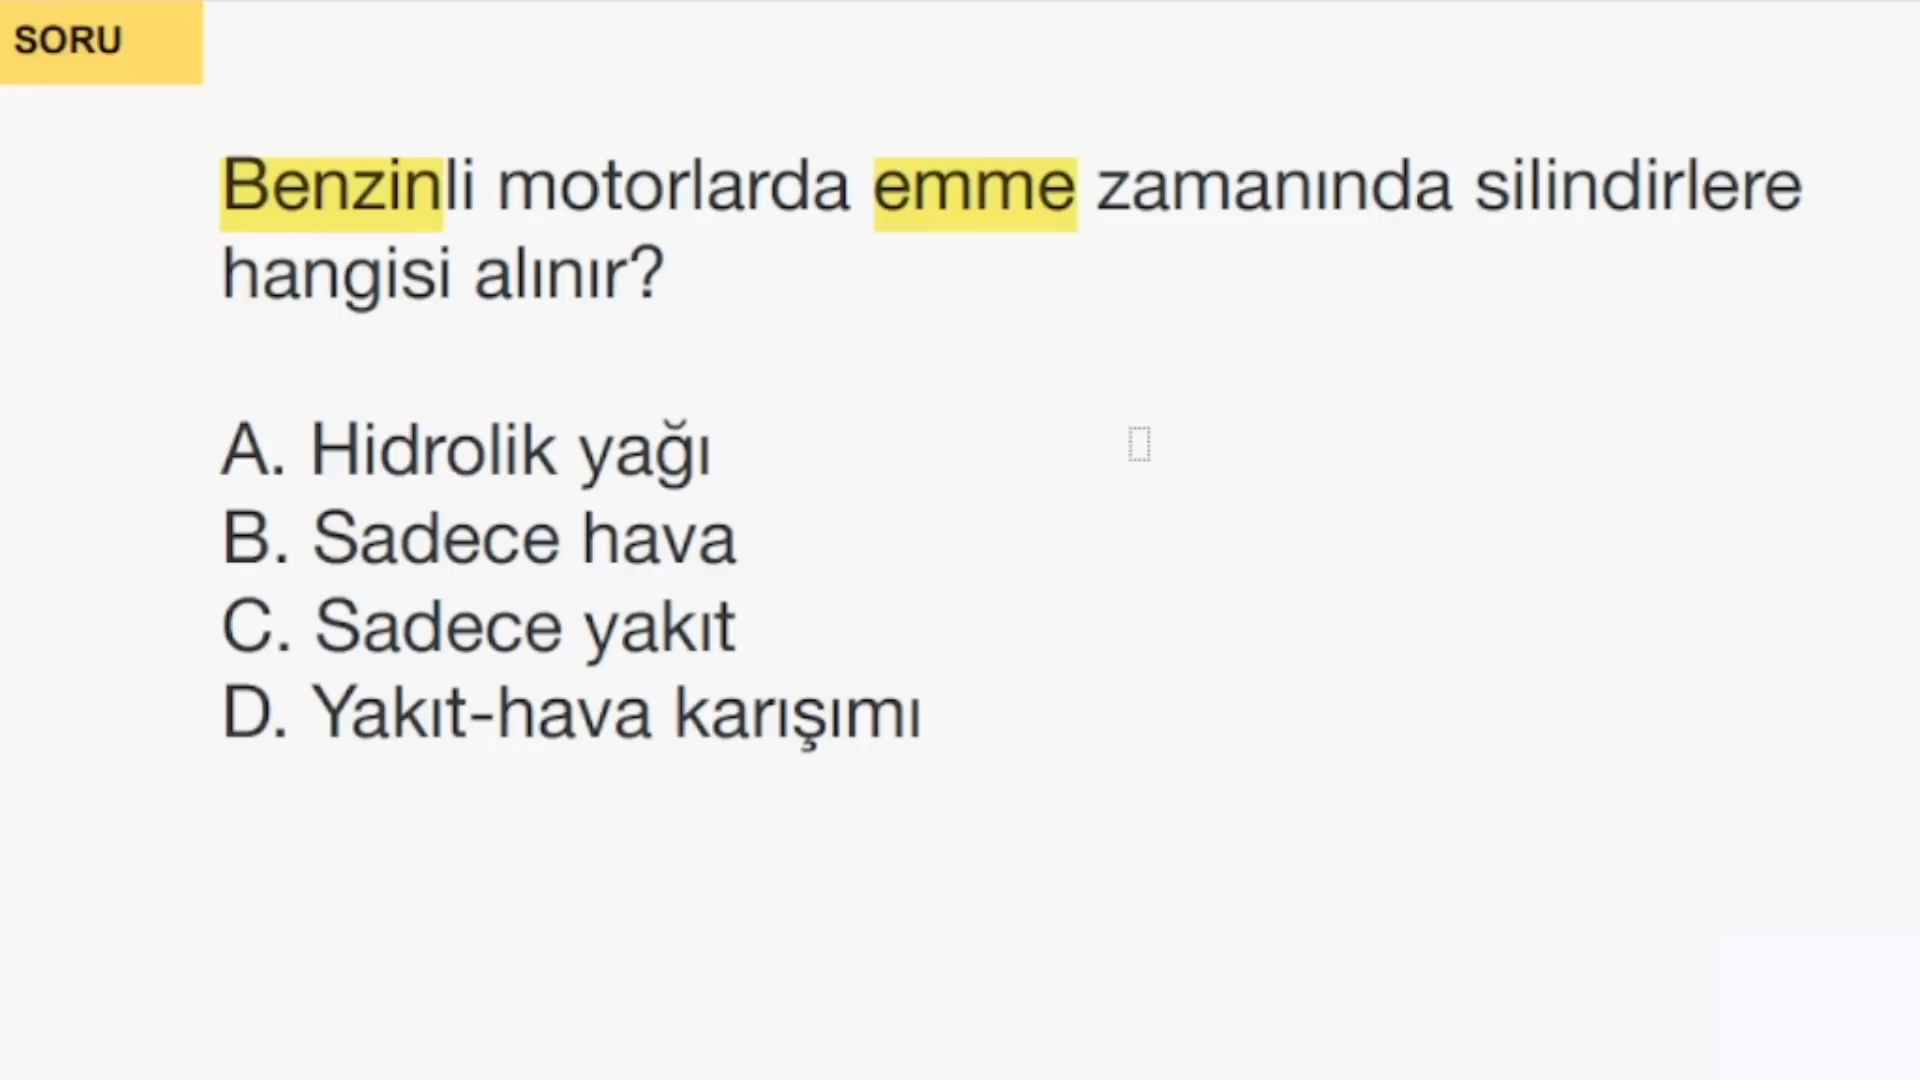 SORU
Benzinli motorlarda emme zamanında silindirlere
hangisi alınır?
A. Hidrolik yağı
B. Sadece hava
C. Sadece yakıt
D. Yakıt-hava karışımı